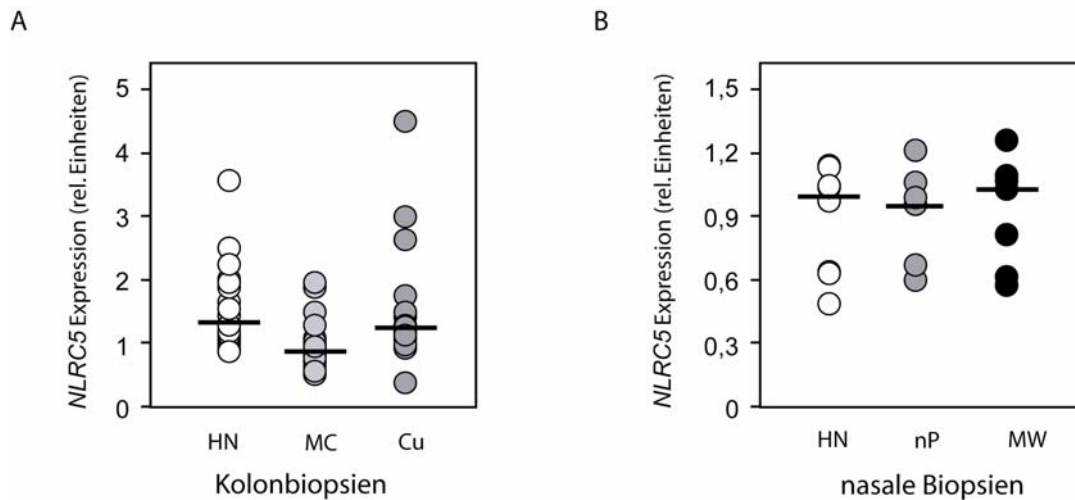 A
NLRC5 Expression (rel. Einheiten)
5
4
3
2
1
0
HN MC Cu
Kolonbiopsien
B
NLRC5 Expression (rel. Einheiten)
1,5
1,2
0,9
0,6
0,3
0
HN nP MW
nasale Biopsien